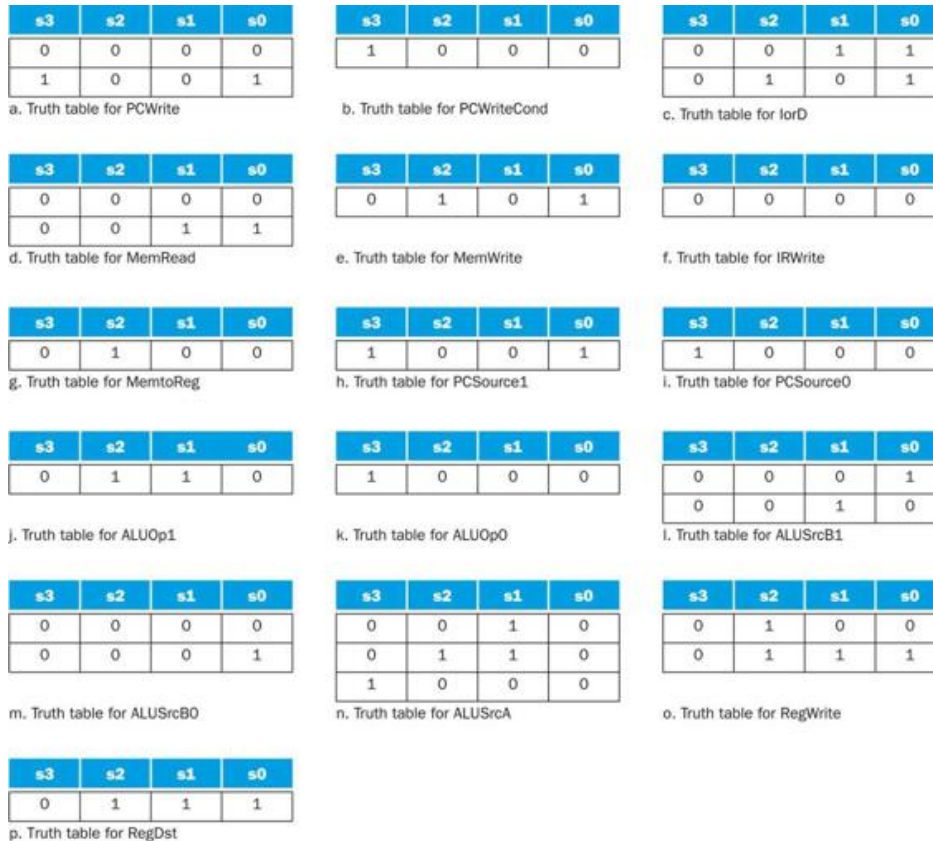 s3 s2 s1 s0
0 0 0 0
1 0 0 1
a. Truth table for PCWrite
s3 s2 s1 s0
1 0 0 0
b. Truth table for PCWriteCond
s3 s2 s1 s0
0 0 1 1
0 1 0 1
c. Truth table for IorD
s3 s2 s1 s0
0 0 0 0
0 0 1 1
d. Truth table for MemRead
s3 s2 s1 s0
0 1 0 1
e. Truth table for MemWrite
s3 s2 s1 s0
0 0 0 0
f. Truth table for IRWrite
s3 s2 s1 s0
0 1 0 0
g. Truth table for MemtoReg
s3 s2 s1 s0
1 0 0 1
h. Truth table for PCSource1
s3 s2 s1 s0
1 0 0 0
i. Truth table for PCSource0
s3 s2 s1 s0
0 1 1 0
j. Truth table for ALUOp1
s3 s2 s1 s0
1 0 0 0
k. Truth table for ALUOp0
s3 s2 s1 s0
0 0 0 1
0 0 1 0
l. Truth table for ALUSrcB1
s3 s2 s1 s0
0 0 0 0
0 0 0 1
m. Truth table for ALUSrcB0
s3 s2 s1 s0
0 0 1 0
0 1 1 0
1 0 0 0
n. Truth table for ALUSrcA
s3 s2 s1 s0
0 1 0 0
0 1 1 1
o. Truth table for RegWrite
s3 s2 s1 s0
0 1 1 1
p. Truth table for RegDst